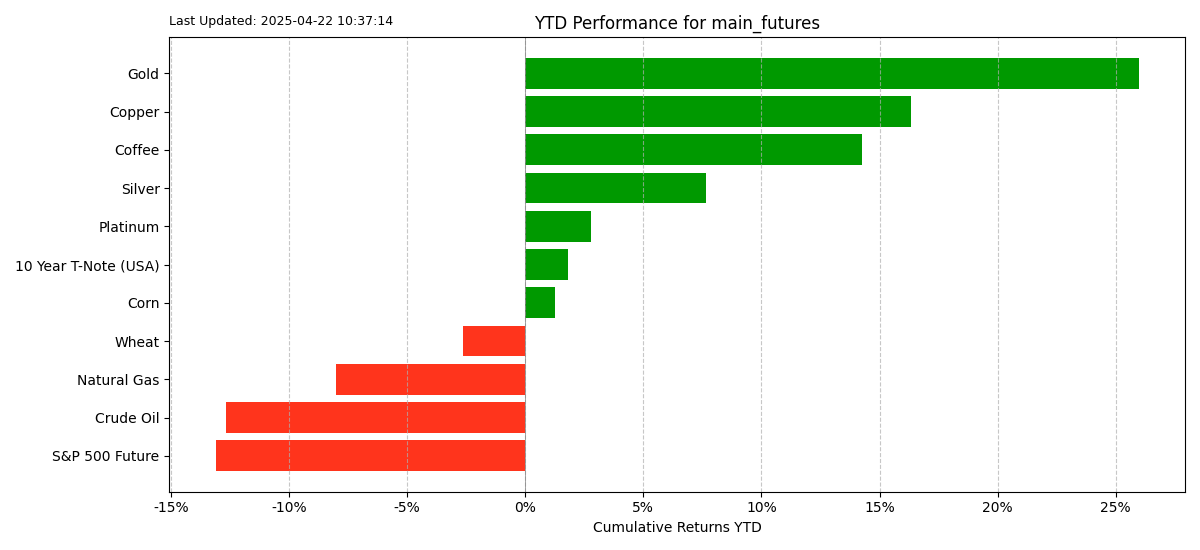 Last Updated: 2025-04-22 10:37:14
YTD Performance for main_futures
Gold
Copper
Coffee
Silver
Platinum
10 Year T-Note (USA)
Corn
Wheat
Natural Gas
Crude Oil
S&P 500 Future
-15% -10% -5% 0% 5% 10% 15% 20% 25%
Cumulative Returns YTD